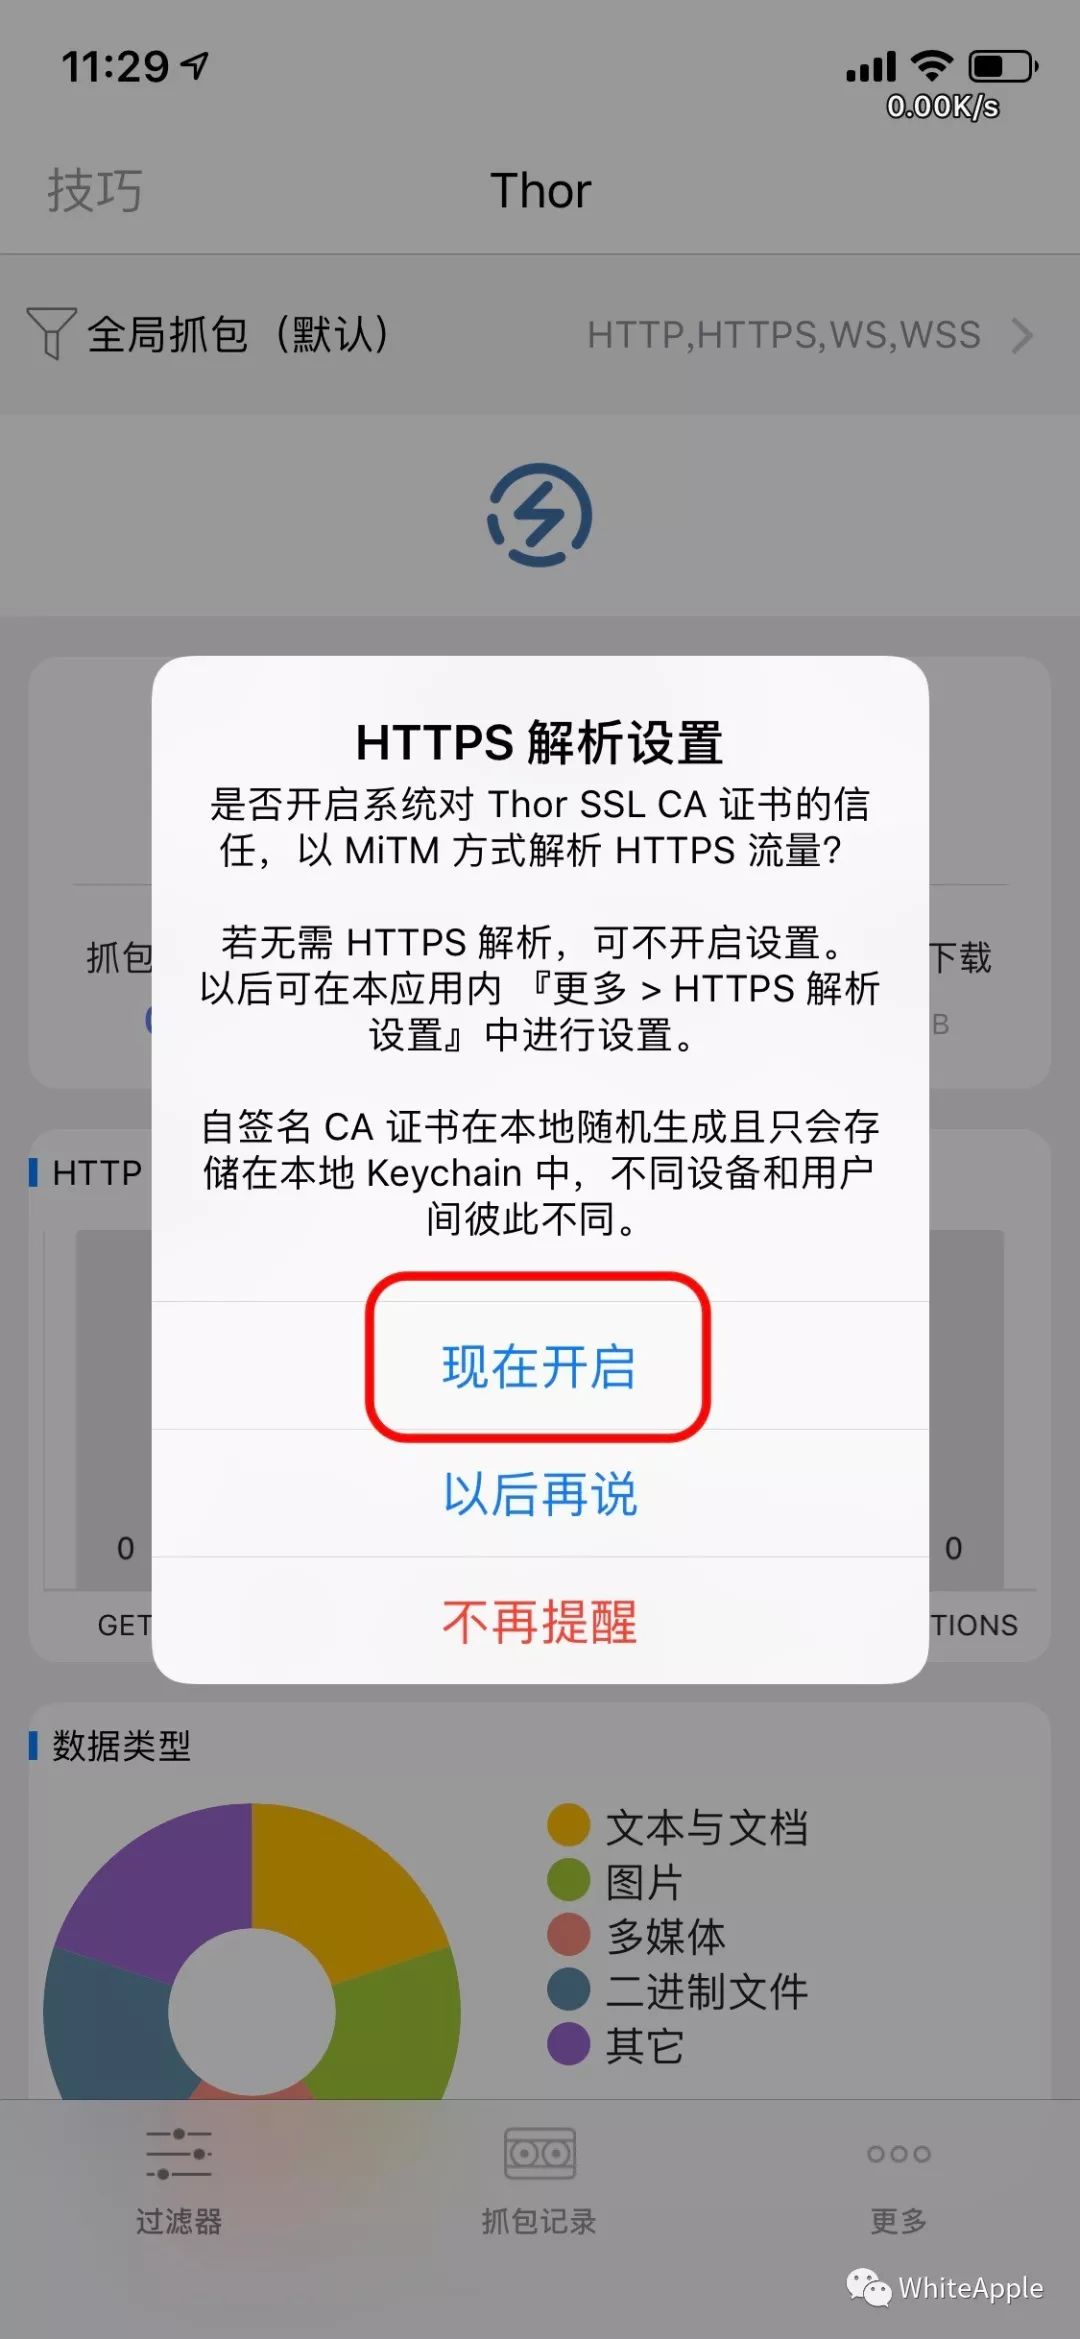 11:29
0.00K/s
技巧
Thor
全局抓包（默认）
HTTP,HTTPS,WS,WSS
HTTPS 解析设置
是否开启系统对 Thor SSL CA 证书的信
任，以 MiTM 方式解析 HTTPS 流量？
若无需 HTTPS 解析，可不开启设置。
以后可在本应用内『更多 > HTTPS 解析
设置』中进行设置。
自签名 CA 证书在本地随机生成且只会存
储在本地 Keychain 中，不同设备和用户
间彼此不同。
现在开启
以后再说
不再提醒
抓包
下载
B
HTTP
0
0
GET
TIONS
数据类型
文本与文档
图片
多媒体
二进制文件
其它
过滤器
抓包记录
更多
WhiteApple